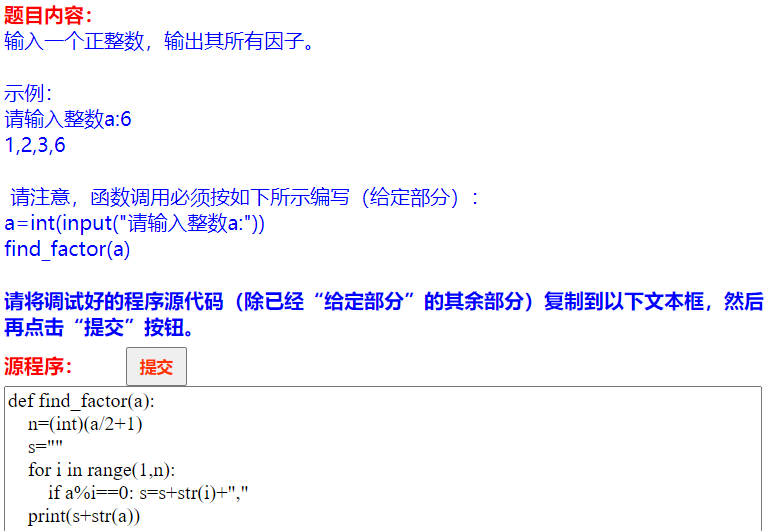 题目内容：
输入一个正整数，输出其所有因子。
示例：
请输入整数a:6
1,2,3,6
请注意，函数调用必须按如下所示编写（给定部分）：
a=int(input("请输入整数a:"))
find_factor(a)
请将调试好的程序源代码（除已经“给定部分”的其余部分）复制到以下文本框，然后
再点击“提交”按钮。
源程序： 提交
def find_factor(a):
    n=(int)(a/2+1)
    s=""
    for i in range(1,n):
        if a%i==0: s=s+str(i)+","
    print(s+str(a))